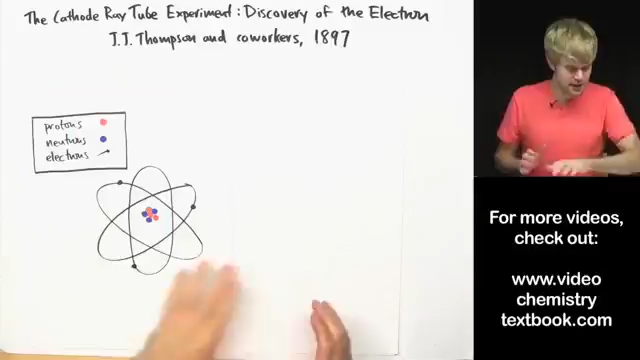 The Cathode Ray Tube Experiment: Discovery of the Electron
J.J. Thompson and coworkers, 1897
protons
neutrons
electrons
For more videos,
check out:
www.video
chemistry
textbook.com